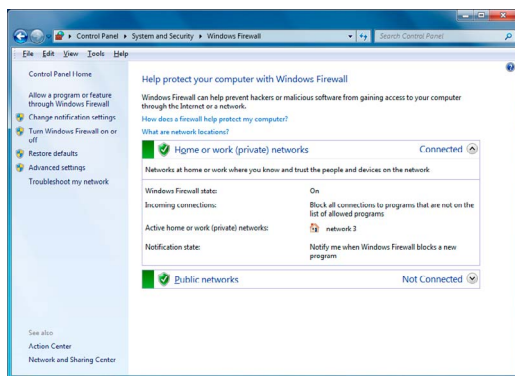 Control Panel ▸ System and Security ▸ Windows Firewall
Search Control Panel
File Edit View Tools Help
Control Panel Home
Allow a program or feature
through Windows Firewall
Change notification settings
Turn Windows Firewall on or
off
Restore defaults
Advanced settings
Troubleshoot my network
See also
Action Center
Network and Sharing Center
Help protect your computer with Windows Firewall
Windows Firewall can help prevent hackers or malicious software from gaining access to your computer
through the Internet or a network.
How does a firewall help protect my computer?
What are network locations?
Home or work (private) networks Connected
Networks at home or work where you know and trust the people and devices on the network
Windows Firewall state: On
Incoming connections: Block all connections to programs that are not on the
list of allowed programs
Active home or work (private) networks: network 3
Notification state: Notify me when Windows Firewall blocks a new
program
Public networks Not Connected